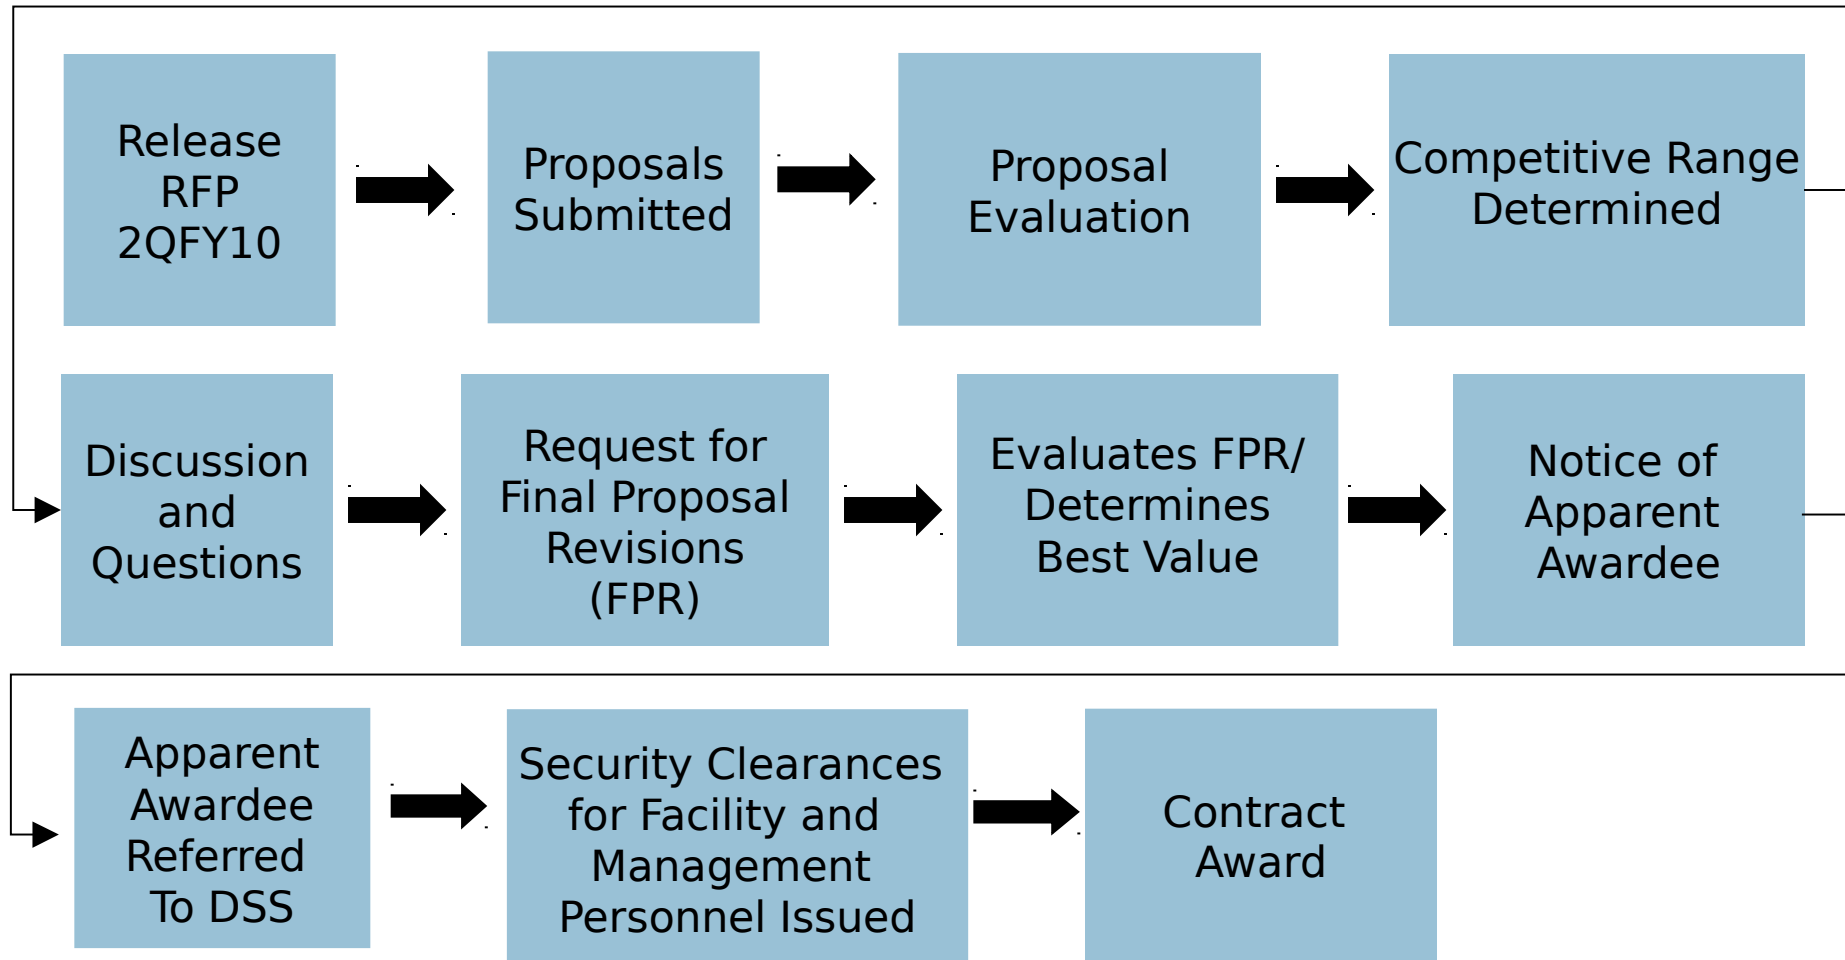 Release
RFP
2QFY10
Proposals
Submitted
Proposal
Evaluation
Competitive Range
Determined
Discussion
and
Questions
Request for
Final Proposal
Revisions
(FPR)
Evaluates FPR/
Determines
Best Value
Notice of
Apparent
Awardee
Apparent
Awardee
Referred
To DSS
Security Clearances
for Facility and
Management
Personnel Issued
Contract
Award